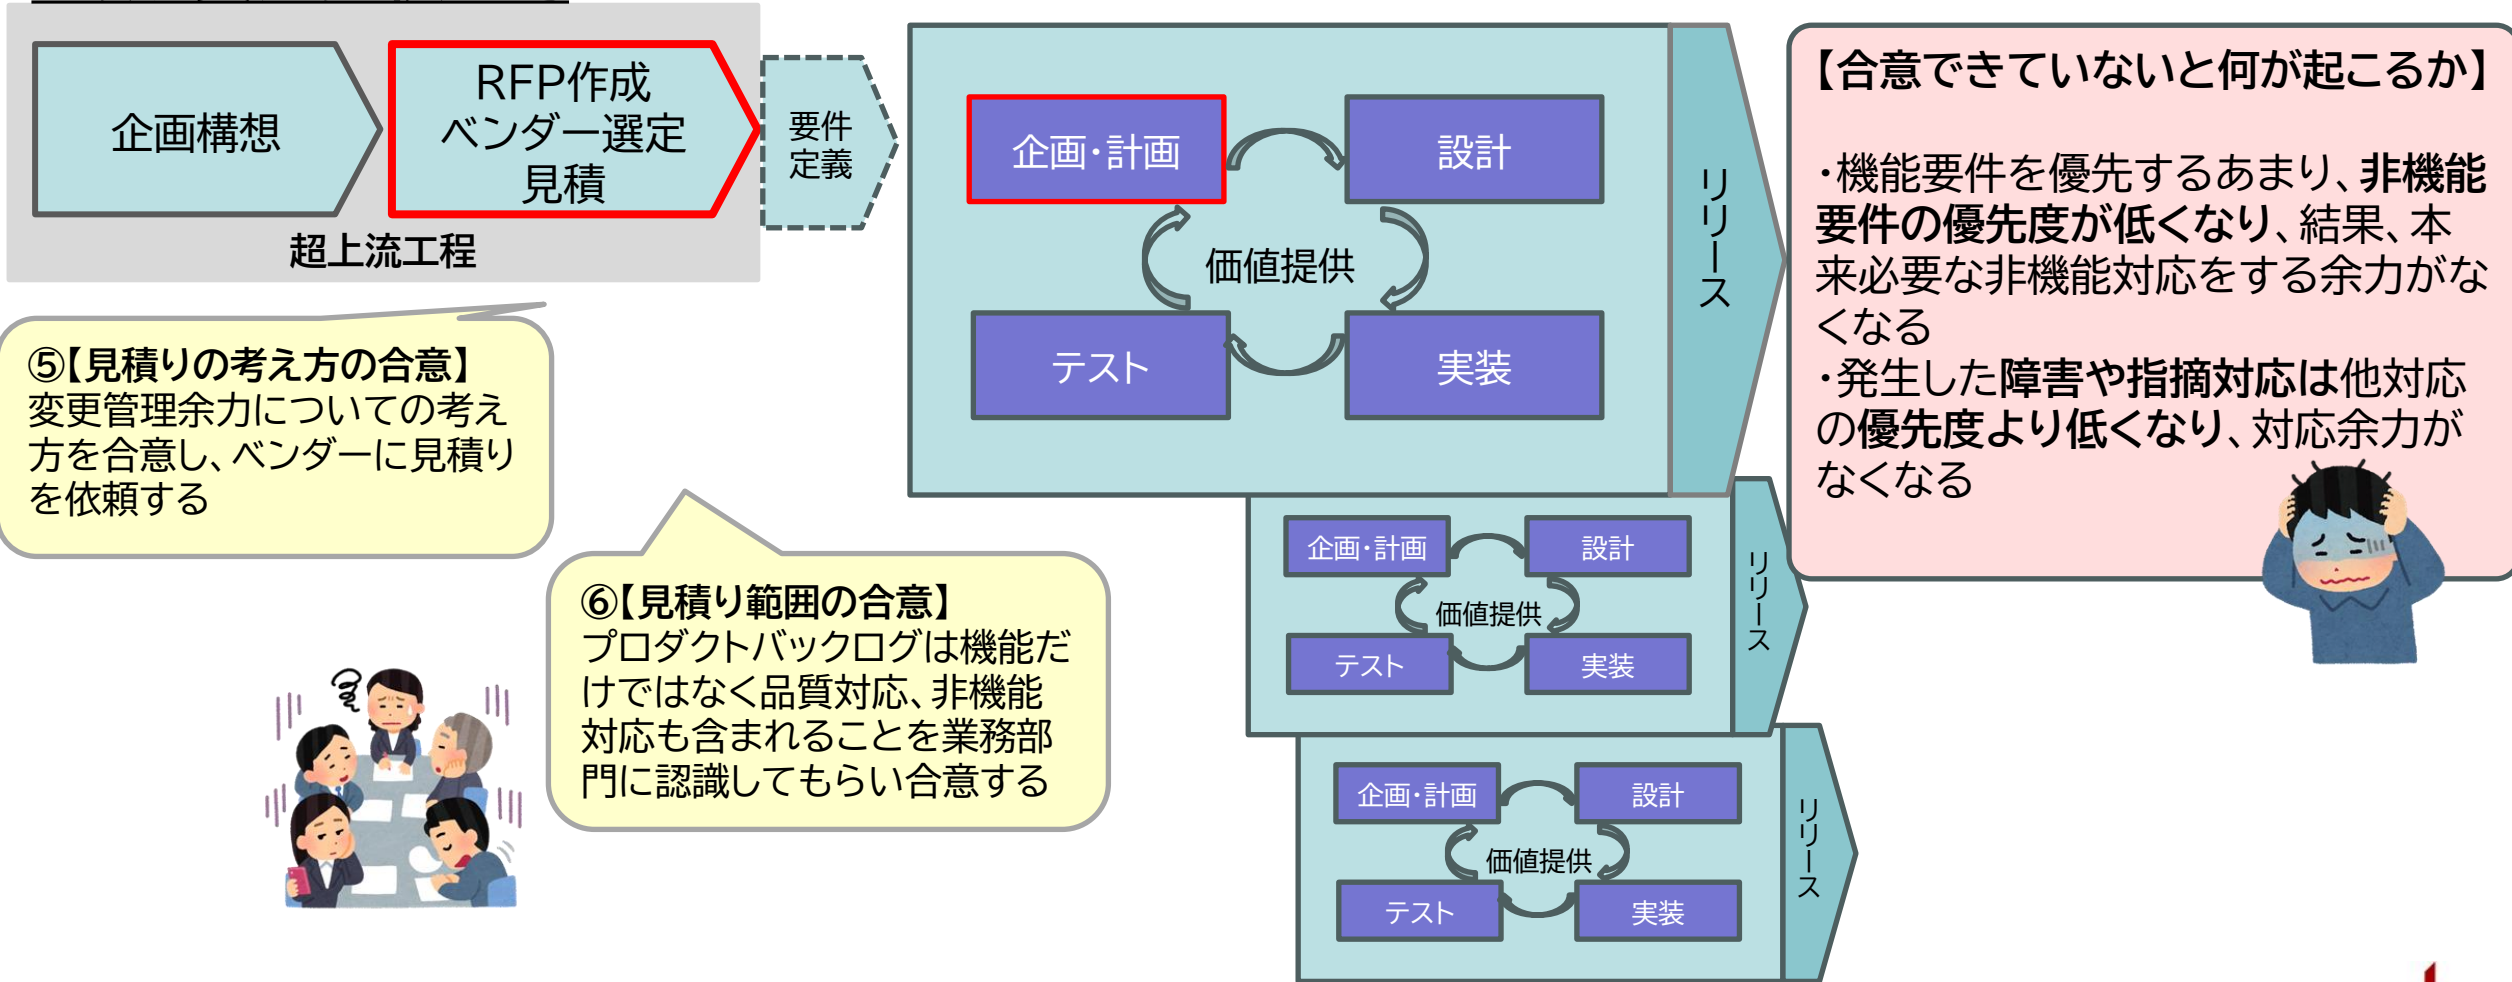 企画構想
RFP作成
ベンダー選定
見積
超上流工程
要件
定義
企画・計画
設計
価値提供
テスト
実装
リリース
【合意できていないと何が起こるか】
・機能要件を優先するあまり、非機能
要件の優先度が低くなり、結果、本
来必要な非機能対応をする余力がな
くなる
・発生した障害や指摘対応は他対応
の優先度より低くなり、対応余力が
なくなる
⑤【見積りの考え方の合意】
変更管理余力についての考え
方を合意し、ベンダーに見積り
を依頼する
⑥【見積り範囲の合意】
プロダクトバックログは機能だ
けではなく品質対応、非機能
対応も含まれることを業務部
門に認識してもらい合意する
企画・計画
設計
価値提供
テスト
実装
リリース
企画・計画
設計
価値提供
テスト
実装
リリース